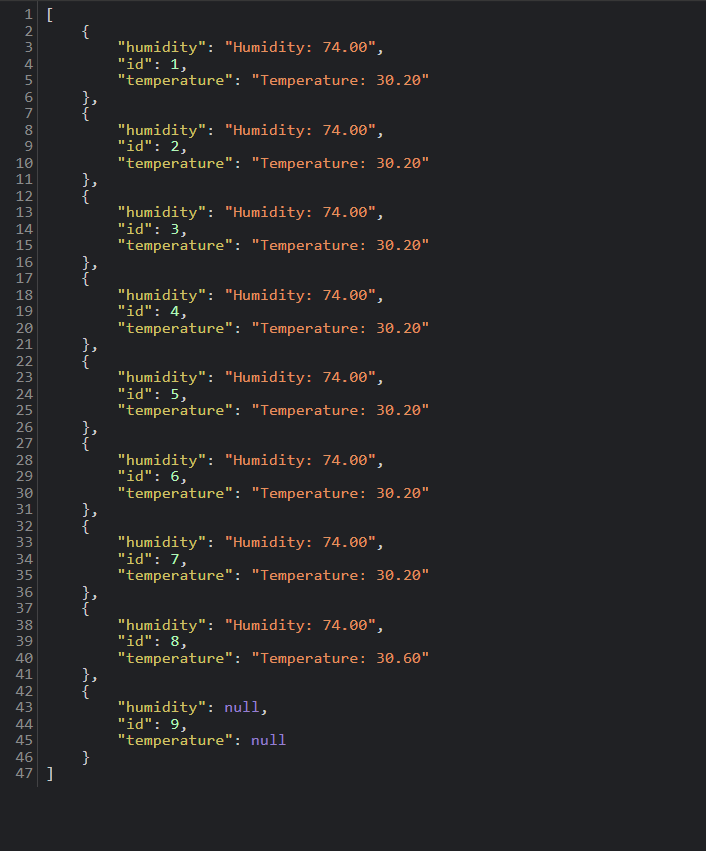 1 [
2     {
3         "humidity": "Humidity: 74.00",
4         "id": 1,
5         "temperature": "Temperature: 30.20"
6     },
7     {
8         "humidity": "Humidity: 74.00",
9         "id": 2,
10         "temperature": "Temperature: 30.20"
11     },
12     {
13         "humidity": "Humidity: 74.00",
14         "id": 3,
15         "temperature": "Temperature: 30.20"
16     },
17     {
18         "humidity": "Humidity: 74.00",
19         "id": 4,
20         "temperature": "Temperature: 30.20"
21     },
22     {
23         "humidity": "Humidity: 74.00",
24         "id": 5,
25         "temperature": "Temperature: 30.20"
26     },
27     {
28         "humidity": "Humidity: 74.00",
29         "id": 6,
30         "temperature": "Temperature: 30.20"
31     },
32     {
33         "humidity": "Humidity: 74.00",
34         "id": 7,
35         "temperature": "Temperature: 30.20"
36     },
37     {
38         "humidity": "Humidity: 74.00",
39         "id": 8,
40         "temperature": "Temperature: 30.60"
41     },
42     {
43         "humidity": null,
44         "id": 9,
45         "temperature": null
46     }
47 ]